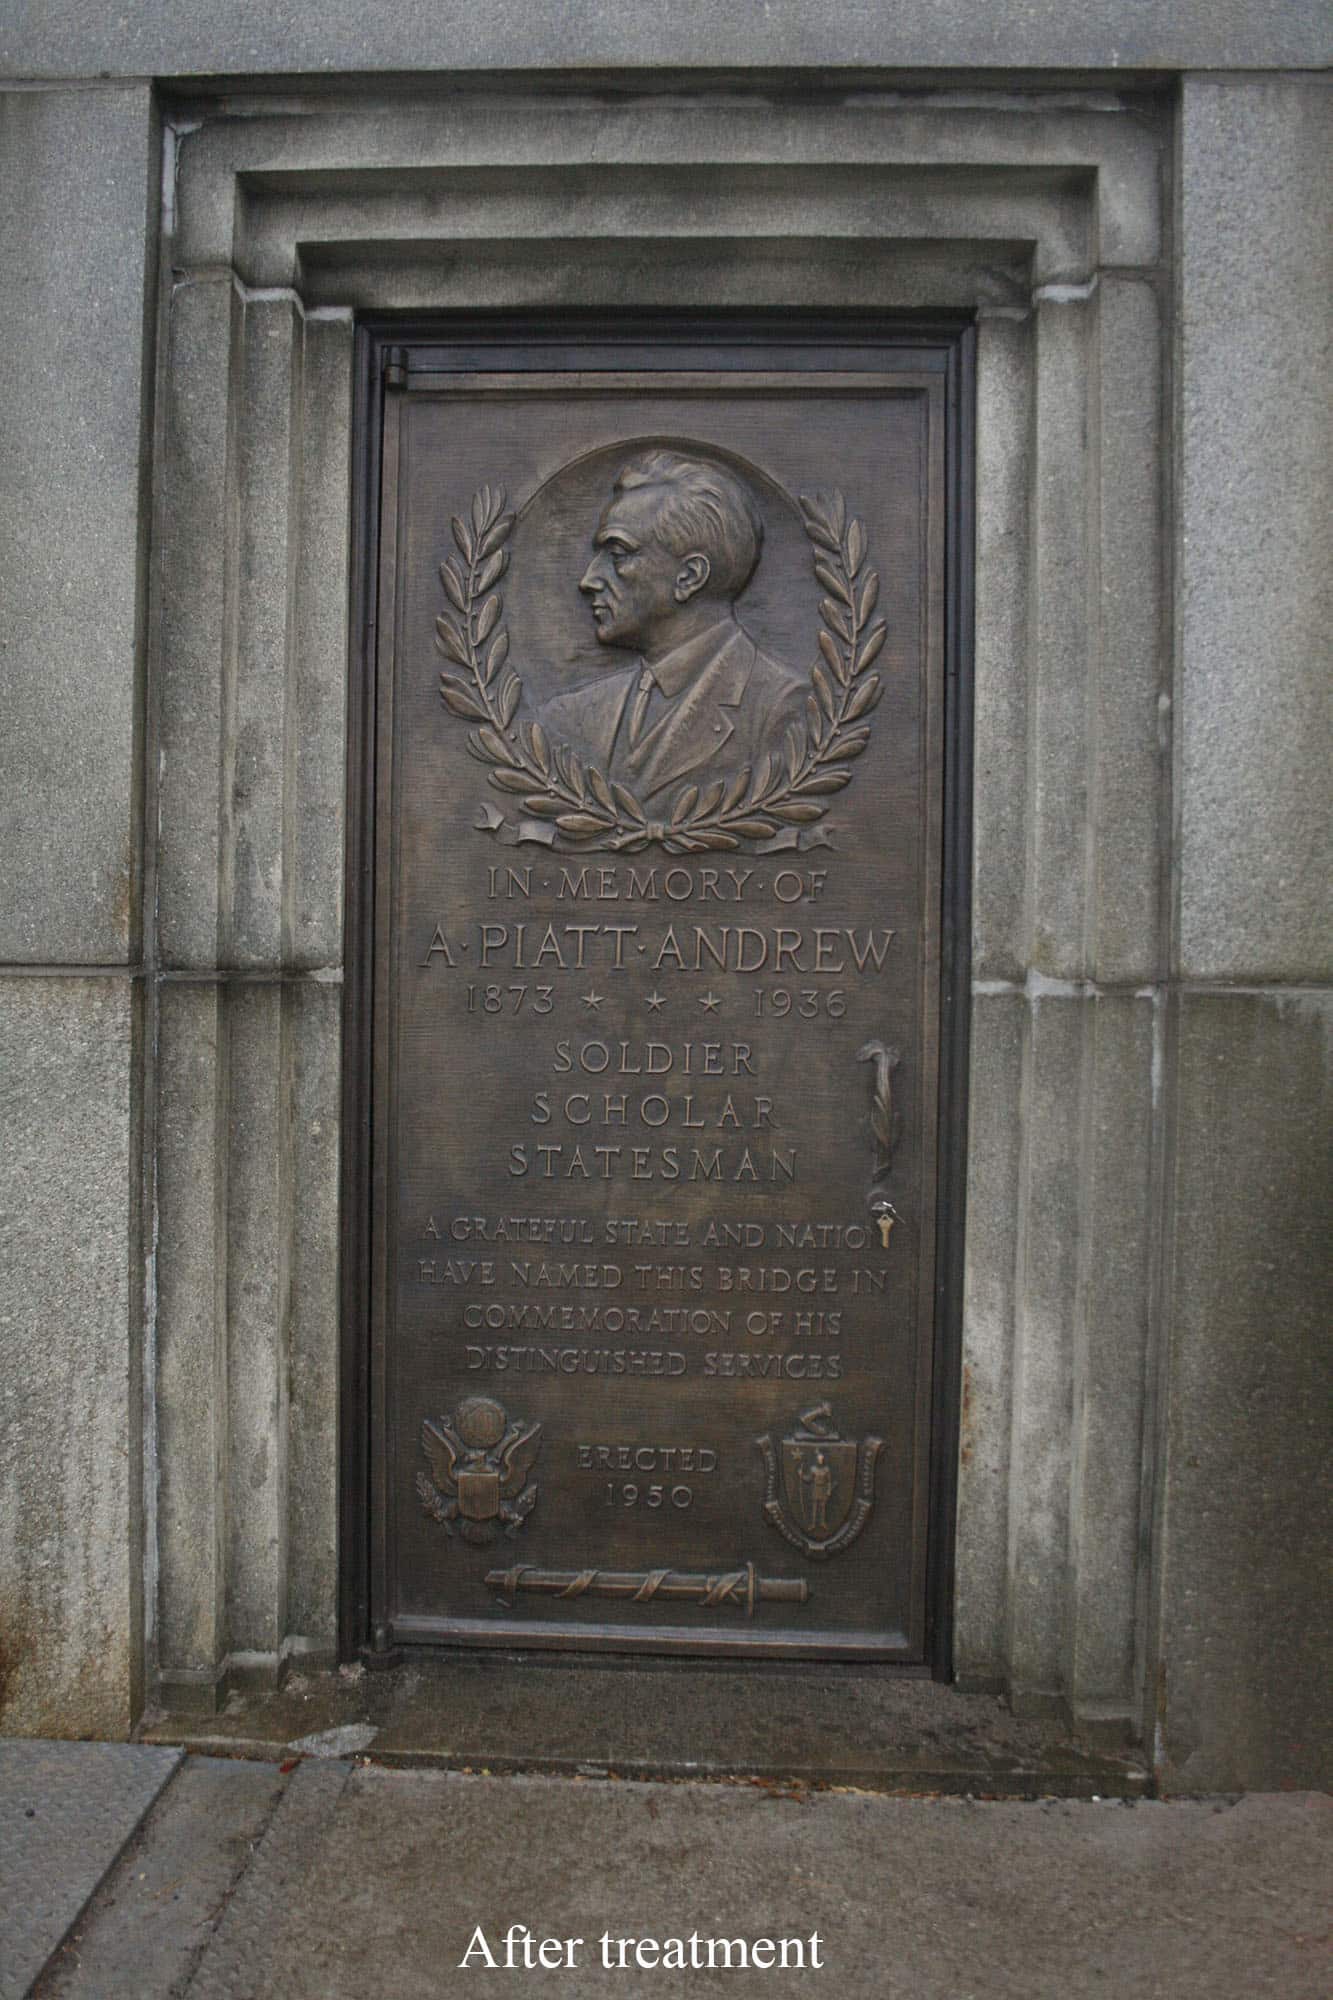 IN·MEMORY·OF
A·PIATT·ANDREW
1873 ★ ★ ★ 1936
SOLDIER
SCHOLAR
STATESMAN
A GRATEFUL STATE AND NATION
HAVE NAMED THIS BRIDGE IN
COMMEMORATION OF HIS
DISTINGUISHED SERVICES
ERECTED
1950
After treatment